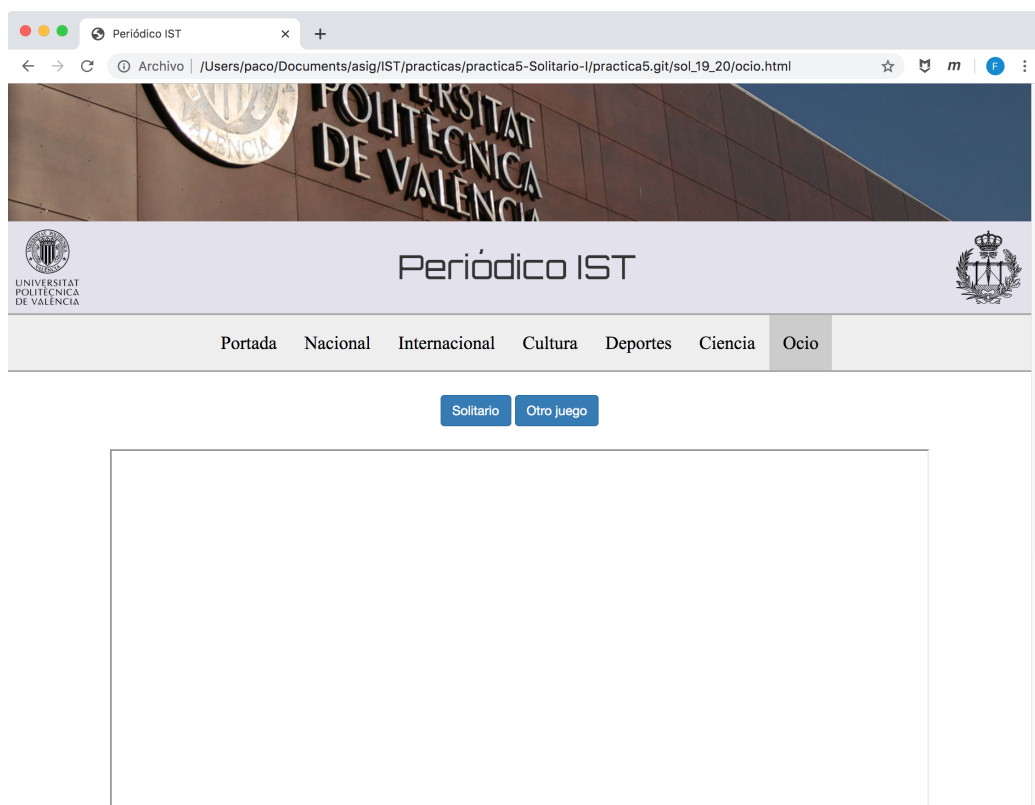 Periódico IST
Archivo | /Users/paco/Documents/asig/IST/practicas/practica5-Solitario-I/practica5.git/sol_19_20/ocio.html
m F
POLITÈCNICA
DE VALÈNCIA
UNIVERSITAT
POLITÈCNICA
DE VALÈNCIA
Periódico IST
Portada Nacional Internacional Cultura Deportes Ciencia Ocio
Solitario Otro juego